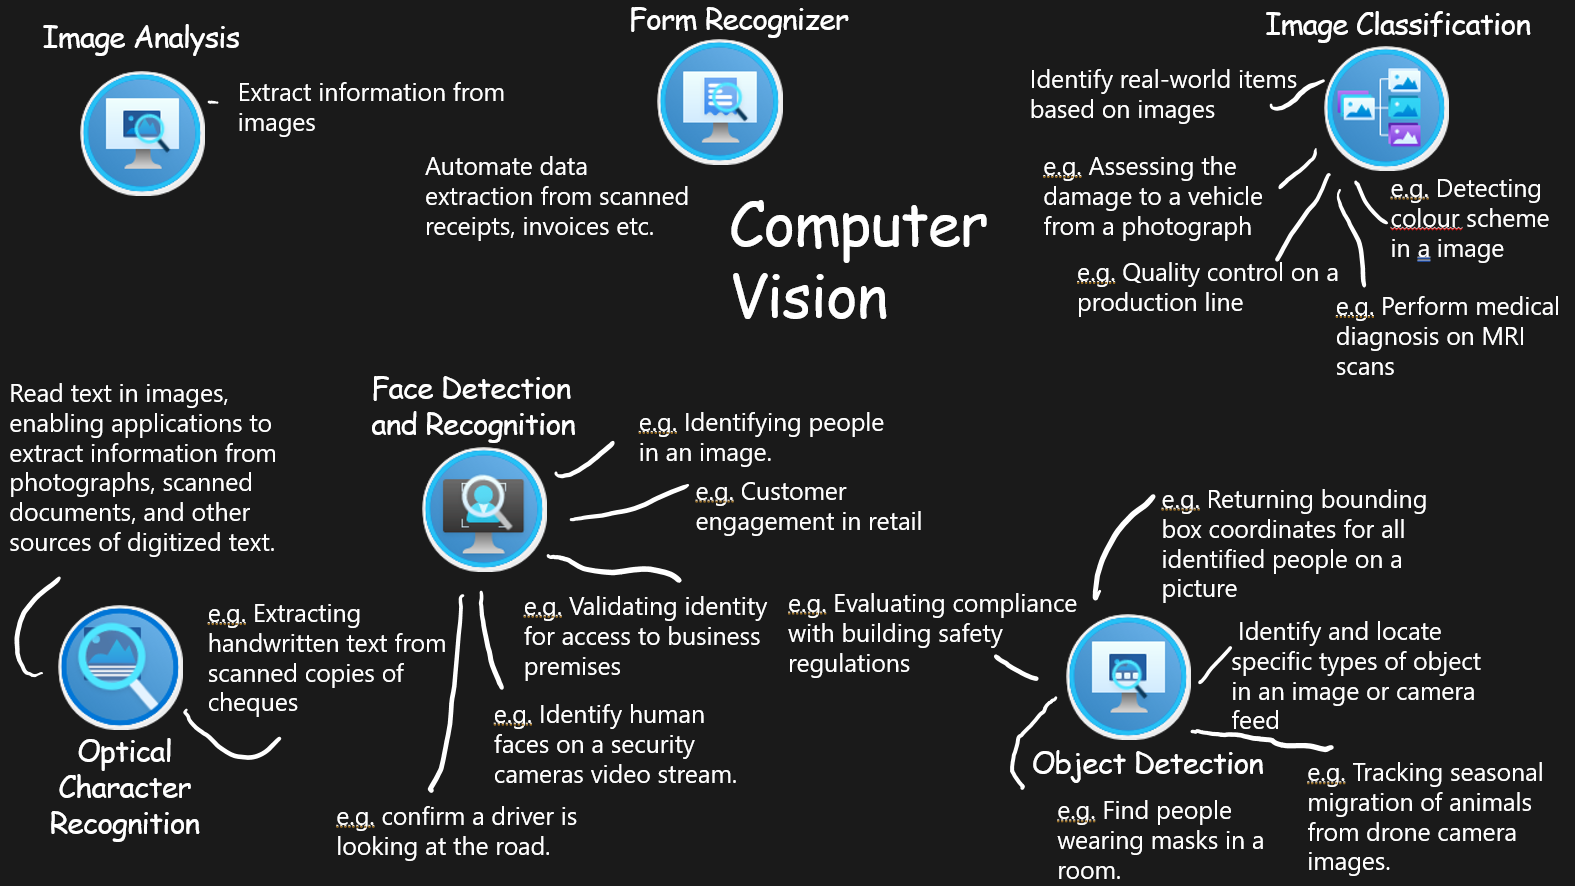 Image Analysis
Extract information from
images
Form Recognizer
Automate data
extraction from scanned
receipts, invoices etc.
Computer
Vision
Image Classification
Identify real-world items
based on images
e.g. Assessing the
damage to a vehicle
from a photograph
e.g. Quality control on a
production line
e.g. Detecting
colour scheme
in a image
e.g. Perform medical
diagnosis on MRI
scans
Read text in images,
enabling applications to
extract information from
photographs, scanned
documents, and other
sources of digitized text.
e.g. Extracting
handwritten text from
scanned copies of
cheques
Optical
Character
Recognition
Face Detection
and Recognition
e.g. Identifying people
in an image.
e.g. Customer
engagement in retail
e.g. Validating identity
for access to business
premises
e.g. Identify human
faces on a security
cameras video stream.
e.g. confirm a driver is
looking at the road.
e.g. Returning bounding
box coordinates for all
identified people on a
picture
e.g. Evaluating compliance
with building safety
regulations
Identify and locate
specific types of object
in an image or camera
feed
Object Detection
e.g. Find people
wearing masks in a
room.
e.g. Tracking seasonal
migration of animals
from drone camera
images.